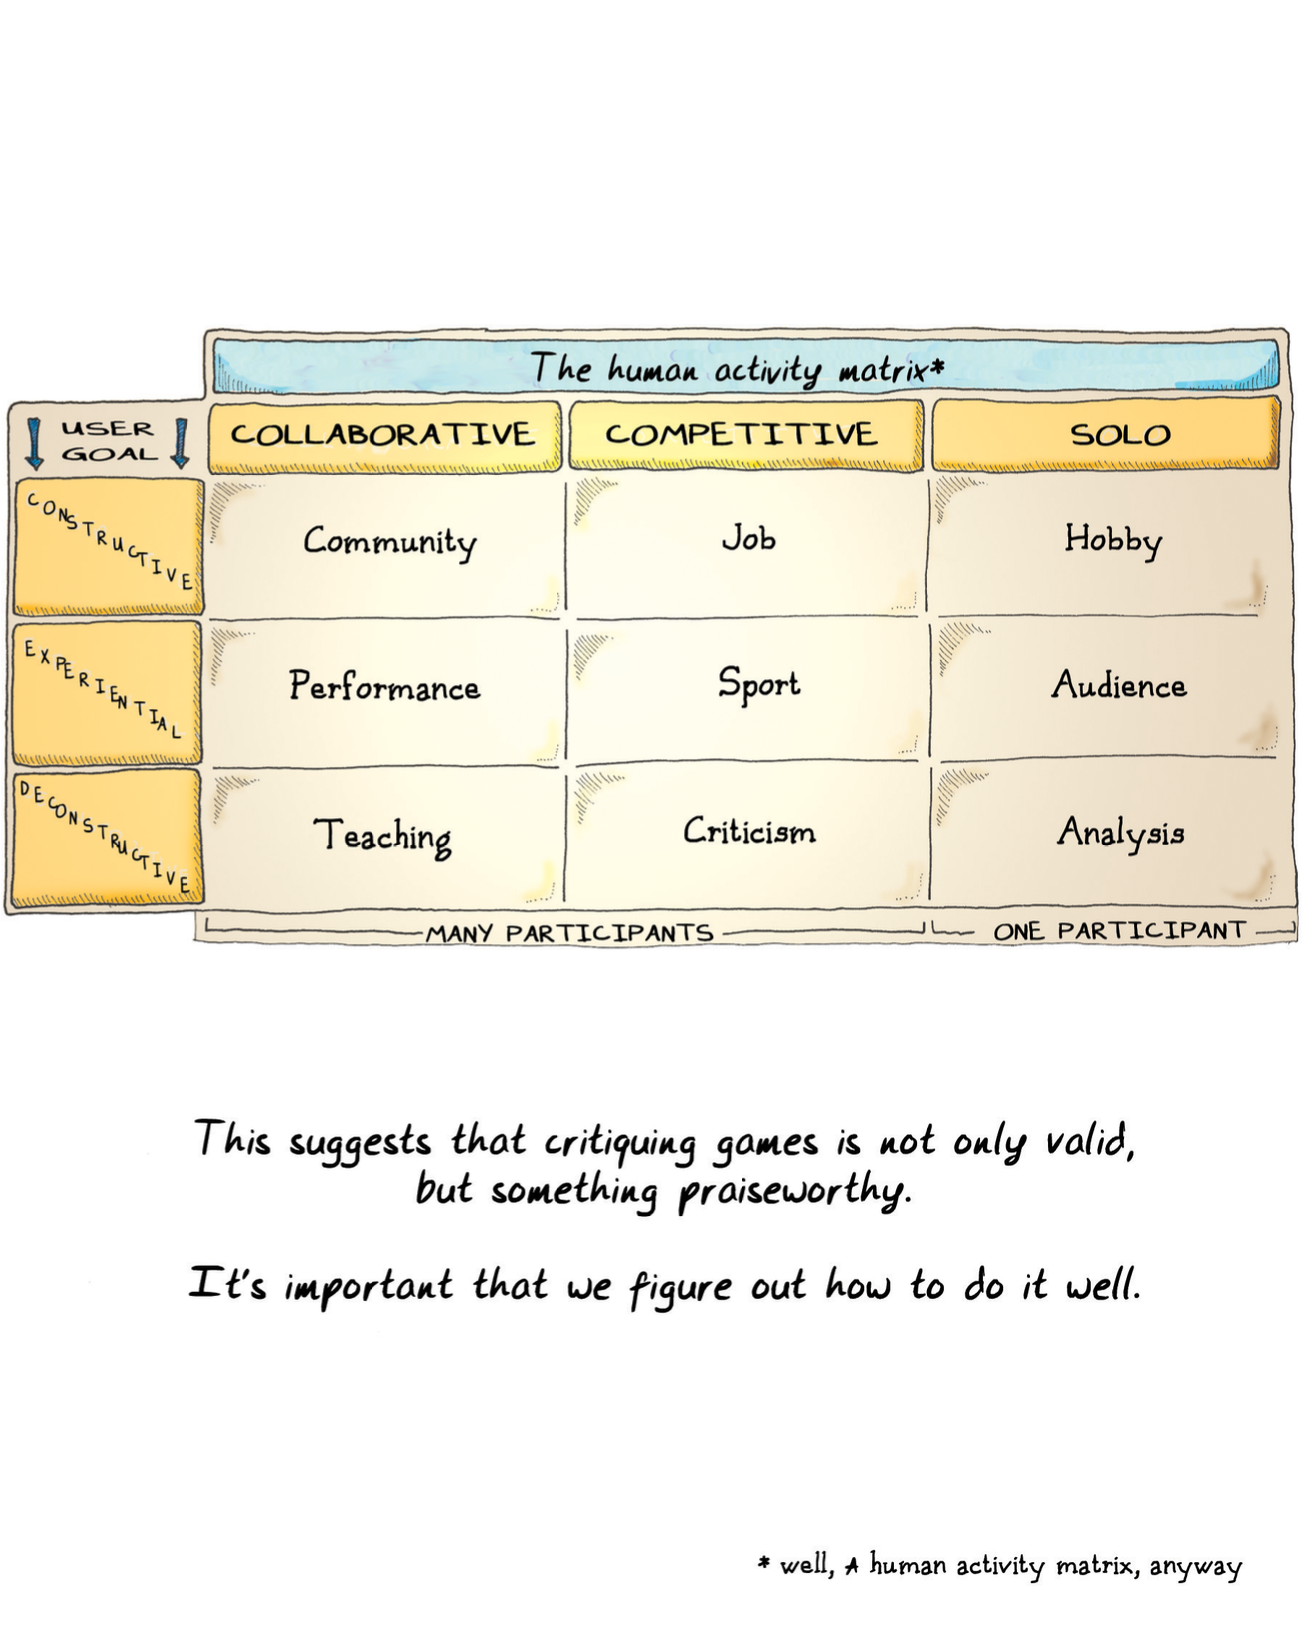 The human activity matrix*
USER
GOAL
COLLABORATIVE
COMPETITIVE
SOLO
CONSTRUCTIVE
Community
Job
Hobby
EXPERIENTIAL
Performance
Sport
Audience
DECONSTRUCTIVE
Teaching
Criticism
Analysis
MANY PARTICIPANTS
ONE PARTICIPANT
This suggests that critiquing games is not only valid,
but something praiseworthy.
It's important that we figure out how to do it well.
* well, A human activity matrix, anyway